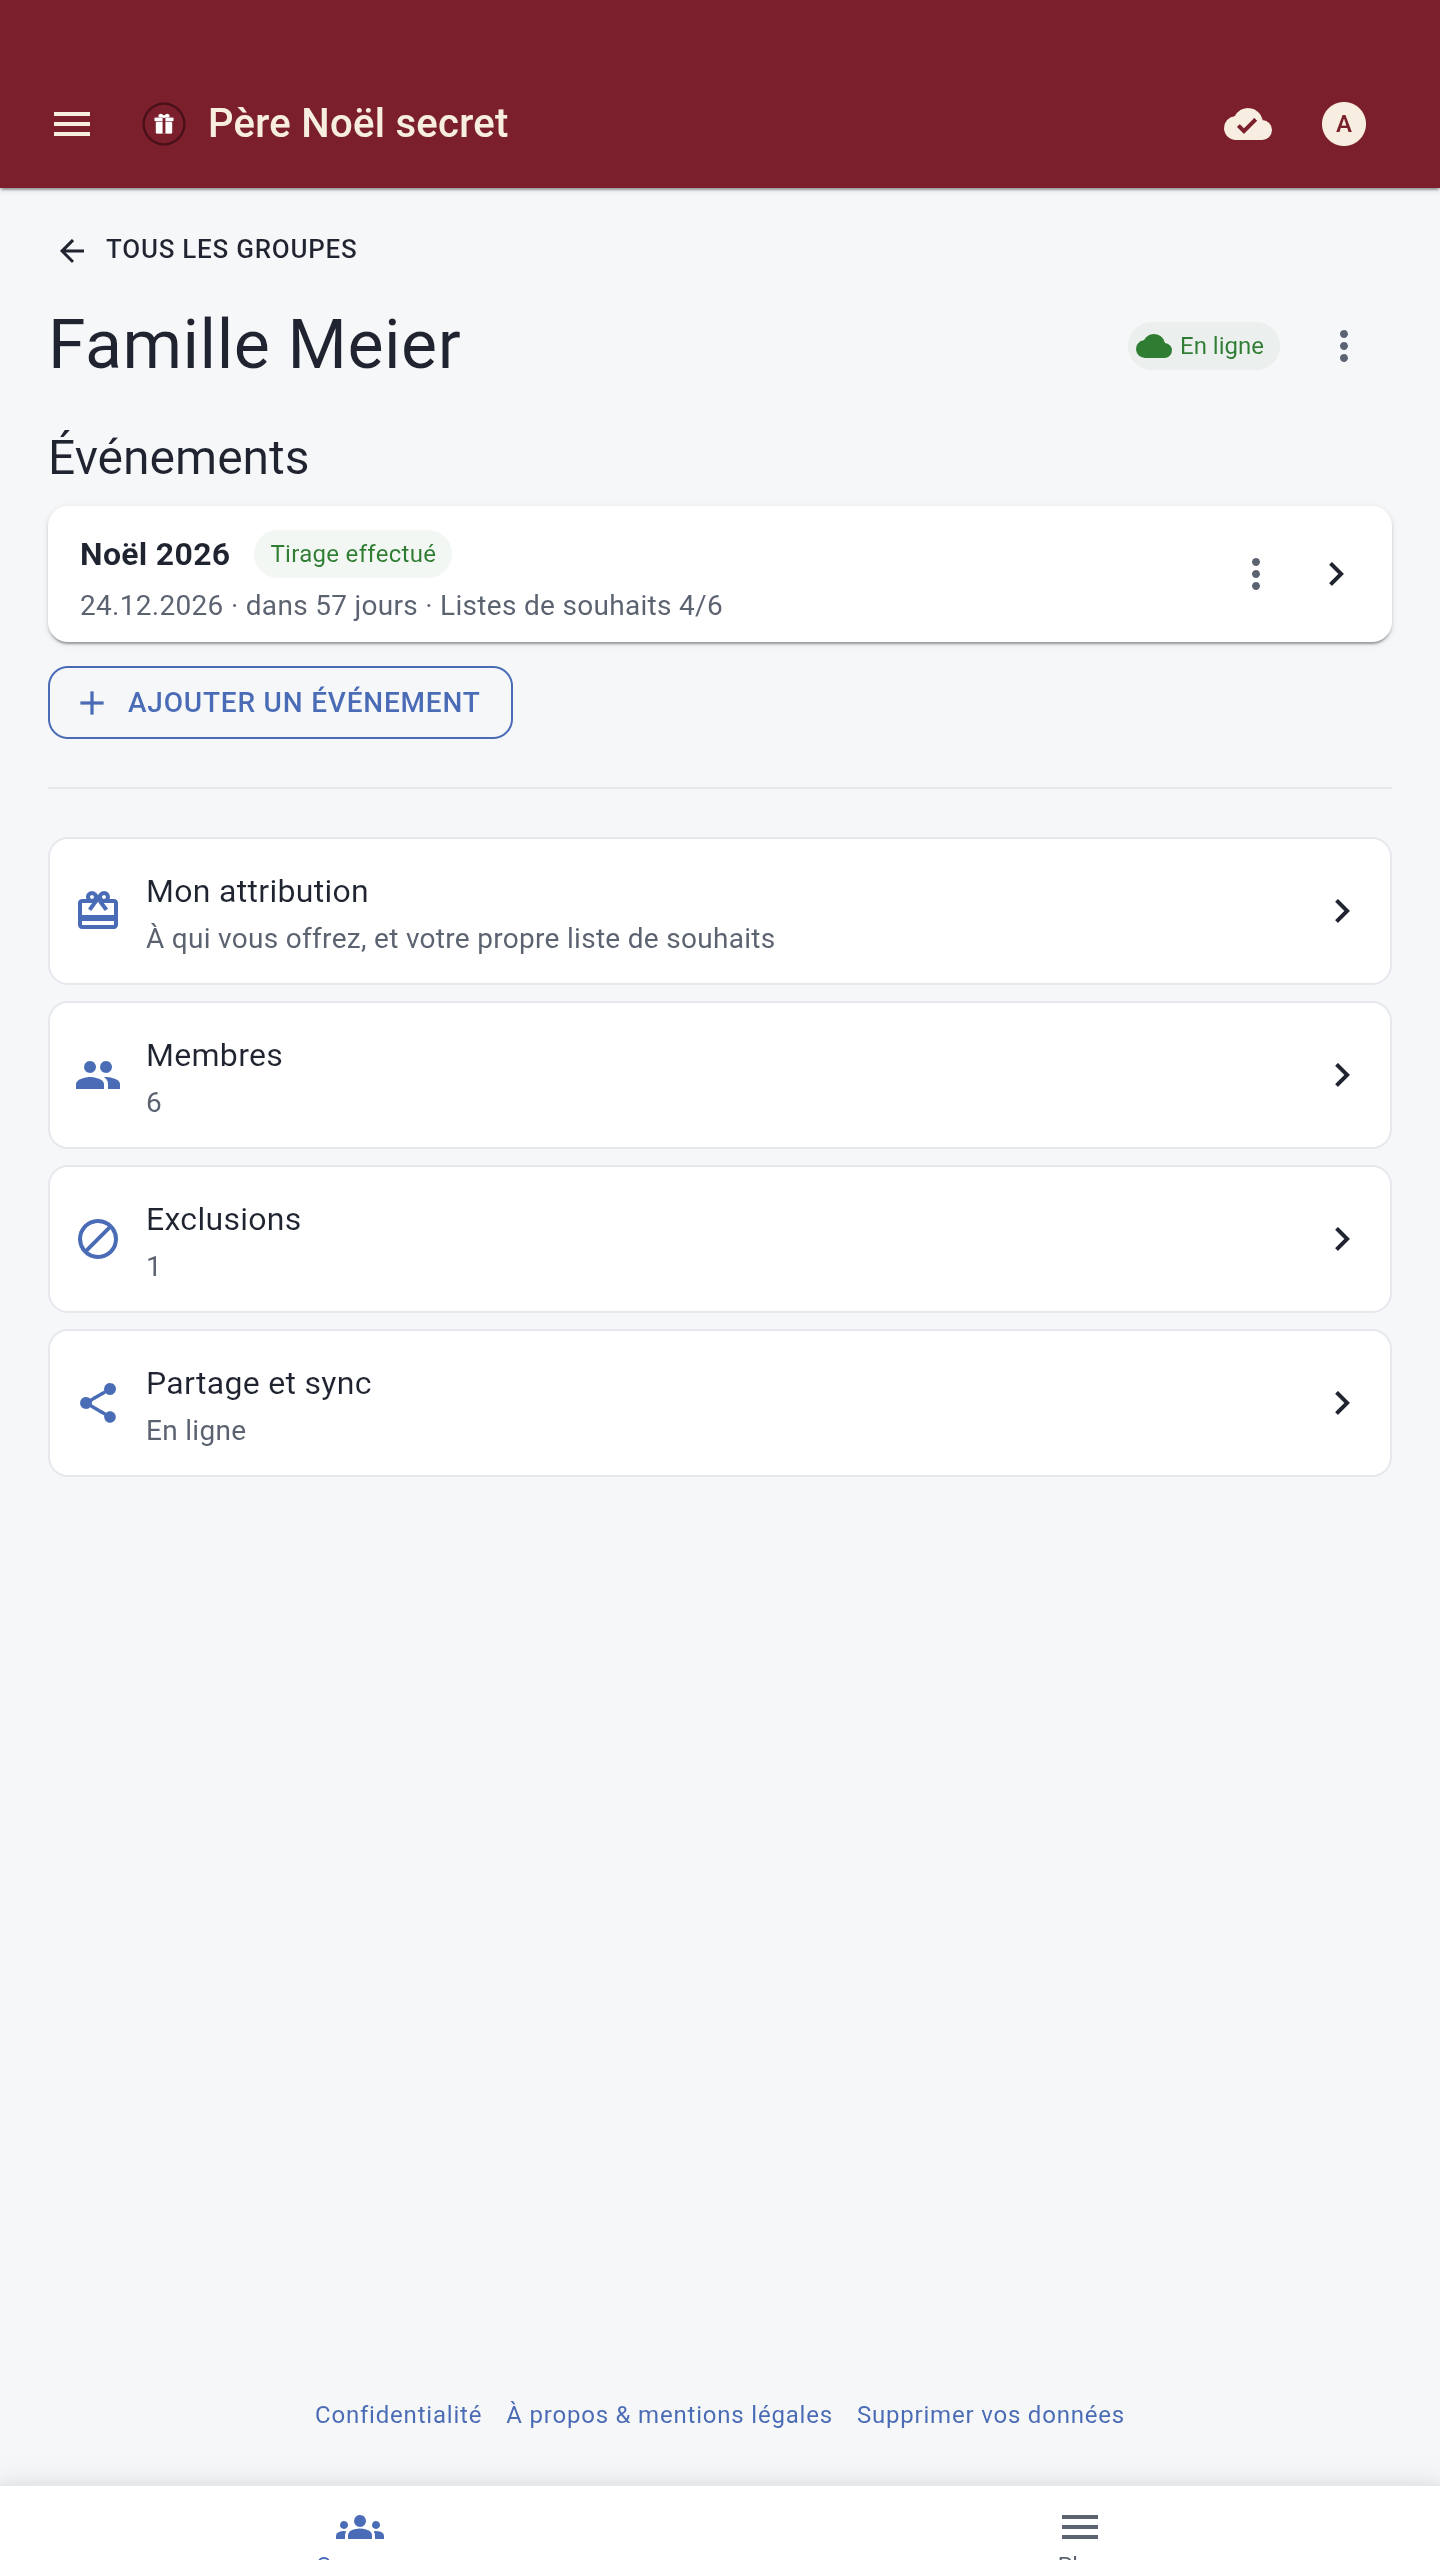 Père Noël secret
A
TOUS LES GROUPES
Famille Meier
En ligne
Événements
Noël 2026 Tirage effectué
24.12.2026 · dans 57 jours · Listes de souhaits 4/6
AJOUTER UN ÉVÉNEMENT
Mon attribution
À qui vous offrez, et votre propre liste de souhaits
Membres
6
Exclusions
1
Partage et sync
En ligne
Confidentialité À propos & mentions légales Supprimer vos données